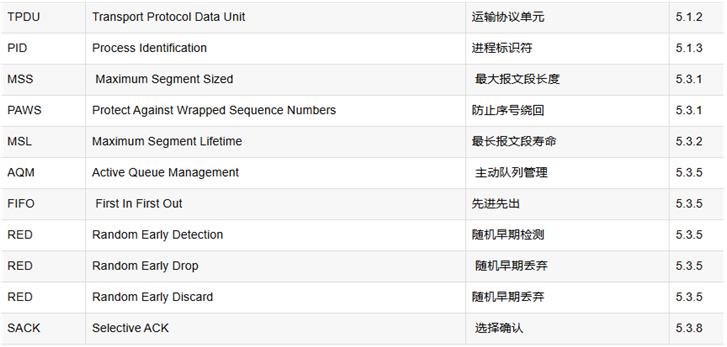 TPDU Transport Protocol Data Unit 运输协议单元 5.1.2
PID Process Identification 进程标识符 5.1.3
MSS Maximum Segment Sized 最大报文段长度 5.3.1
PAWS Protect Against Wrapped Sequence Numbers 防止序号绕回 5.3.1
MSL Maximum Segment Lifetime 最长报文段寿命 5.3.2
AQM Active Queue Management 主动队列管理 5.3.5
FIFO First In First Out 先进先出 5.3.5
RED Random Early Detection 随机早期检测 5.3.5
RED Random Early Drop 随机早期丢弃 5.3.5
RED Random Early Discard 随机早期丢弃 5.3.5
SACK Selective ACK 选择确认 5.3.8